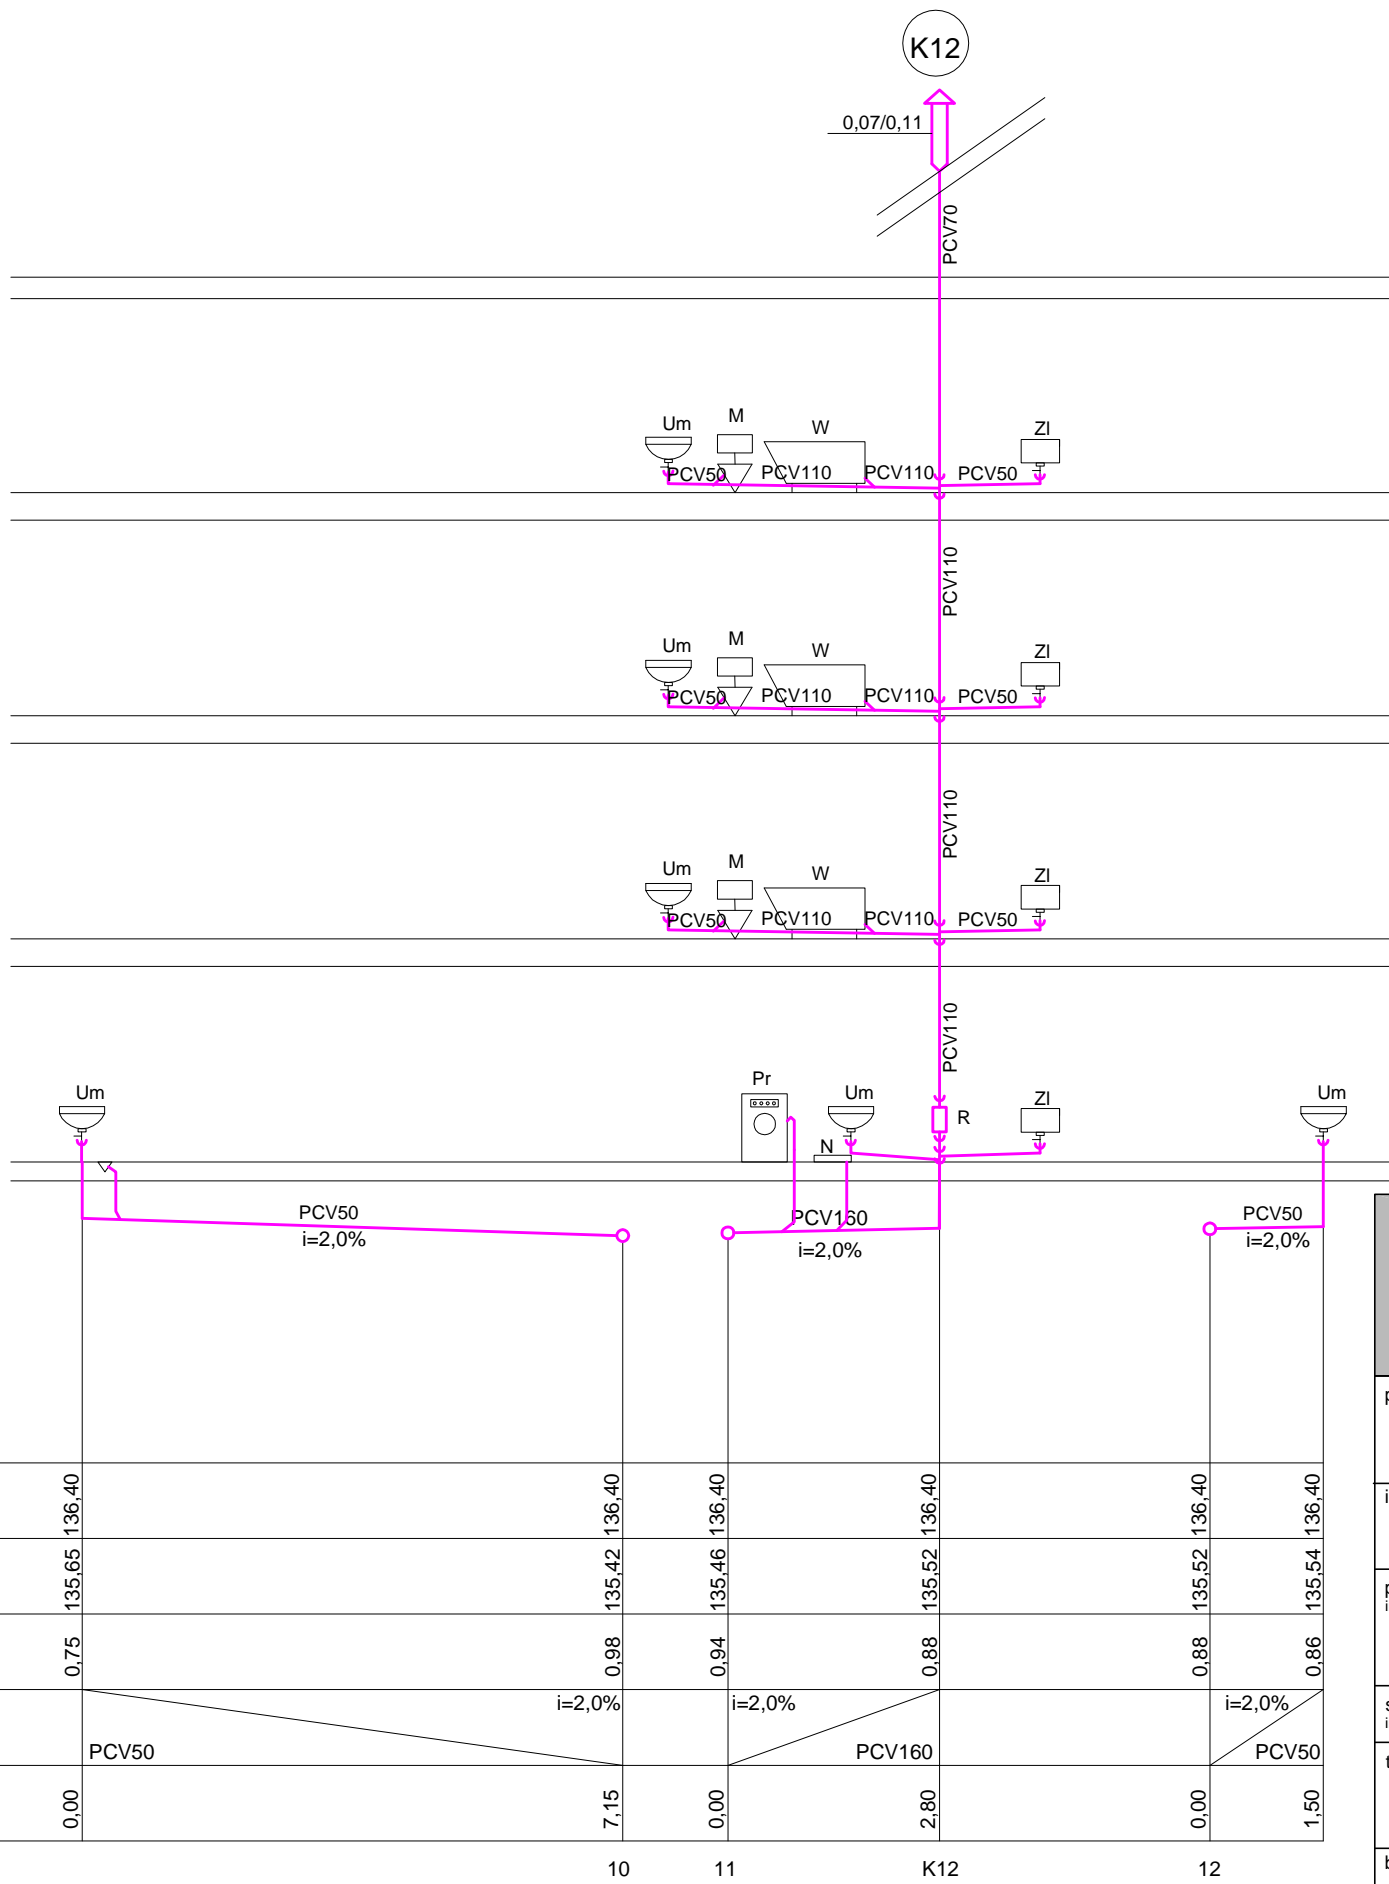 K12
0,07/0,11
PCV70
Um M W Zl
PCV50 PCV110 PCV110 PCV50
PCV110
Um M W Zl
PCV50 PCV110 PCV110 PCV50
PCV110
Um M W Zl
PCV50 PCV110 PCV110 PCV50
PCV110
Um Pr Um R Zl Um
N
PCV50 PCV160 PCV50
i=2,0% i=2,0% i=2,0%
136,40 136,40 136,40 136,40 136,40 136,40
135,65 135,42 135,46 135,52 135,52 135,54
0,75 0,98 0,94 0,88 0,88 0,86
i=2,0% i=2,0% i=2,0%
PCV50 PCV160 PCV50
0,00 7,15 0,00 2,80 0,00 1,50
10 11 K12 12